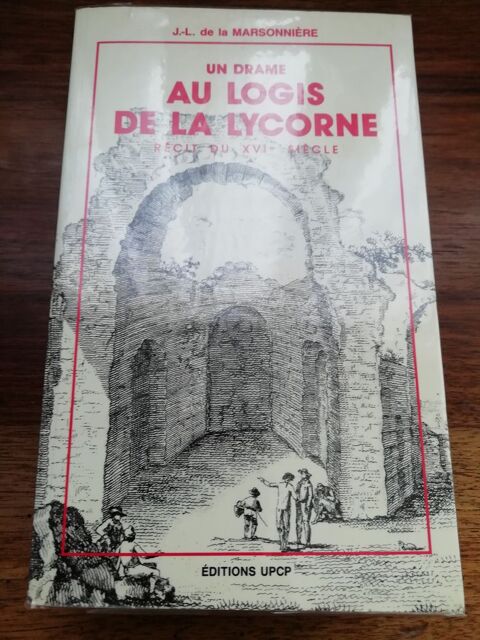 J.-L. de la MARSONNIÈRE
UN DRAME
AU LOGIS
DE LA LYCORNE
RÉCIT DU XVIe SIÈCLE
ÉDITIONS UPCP